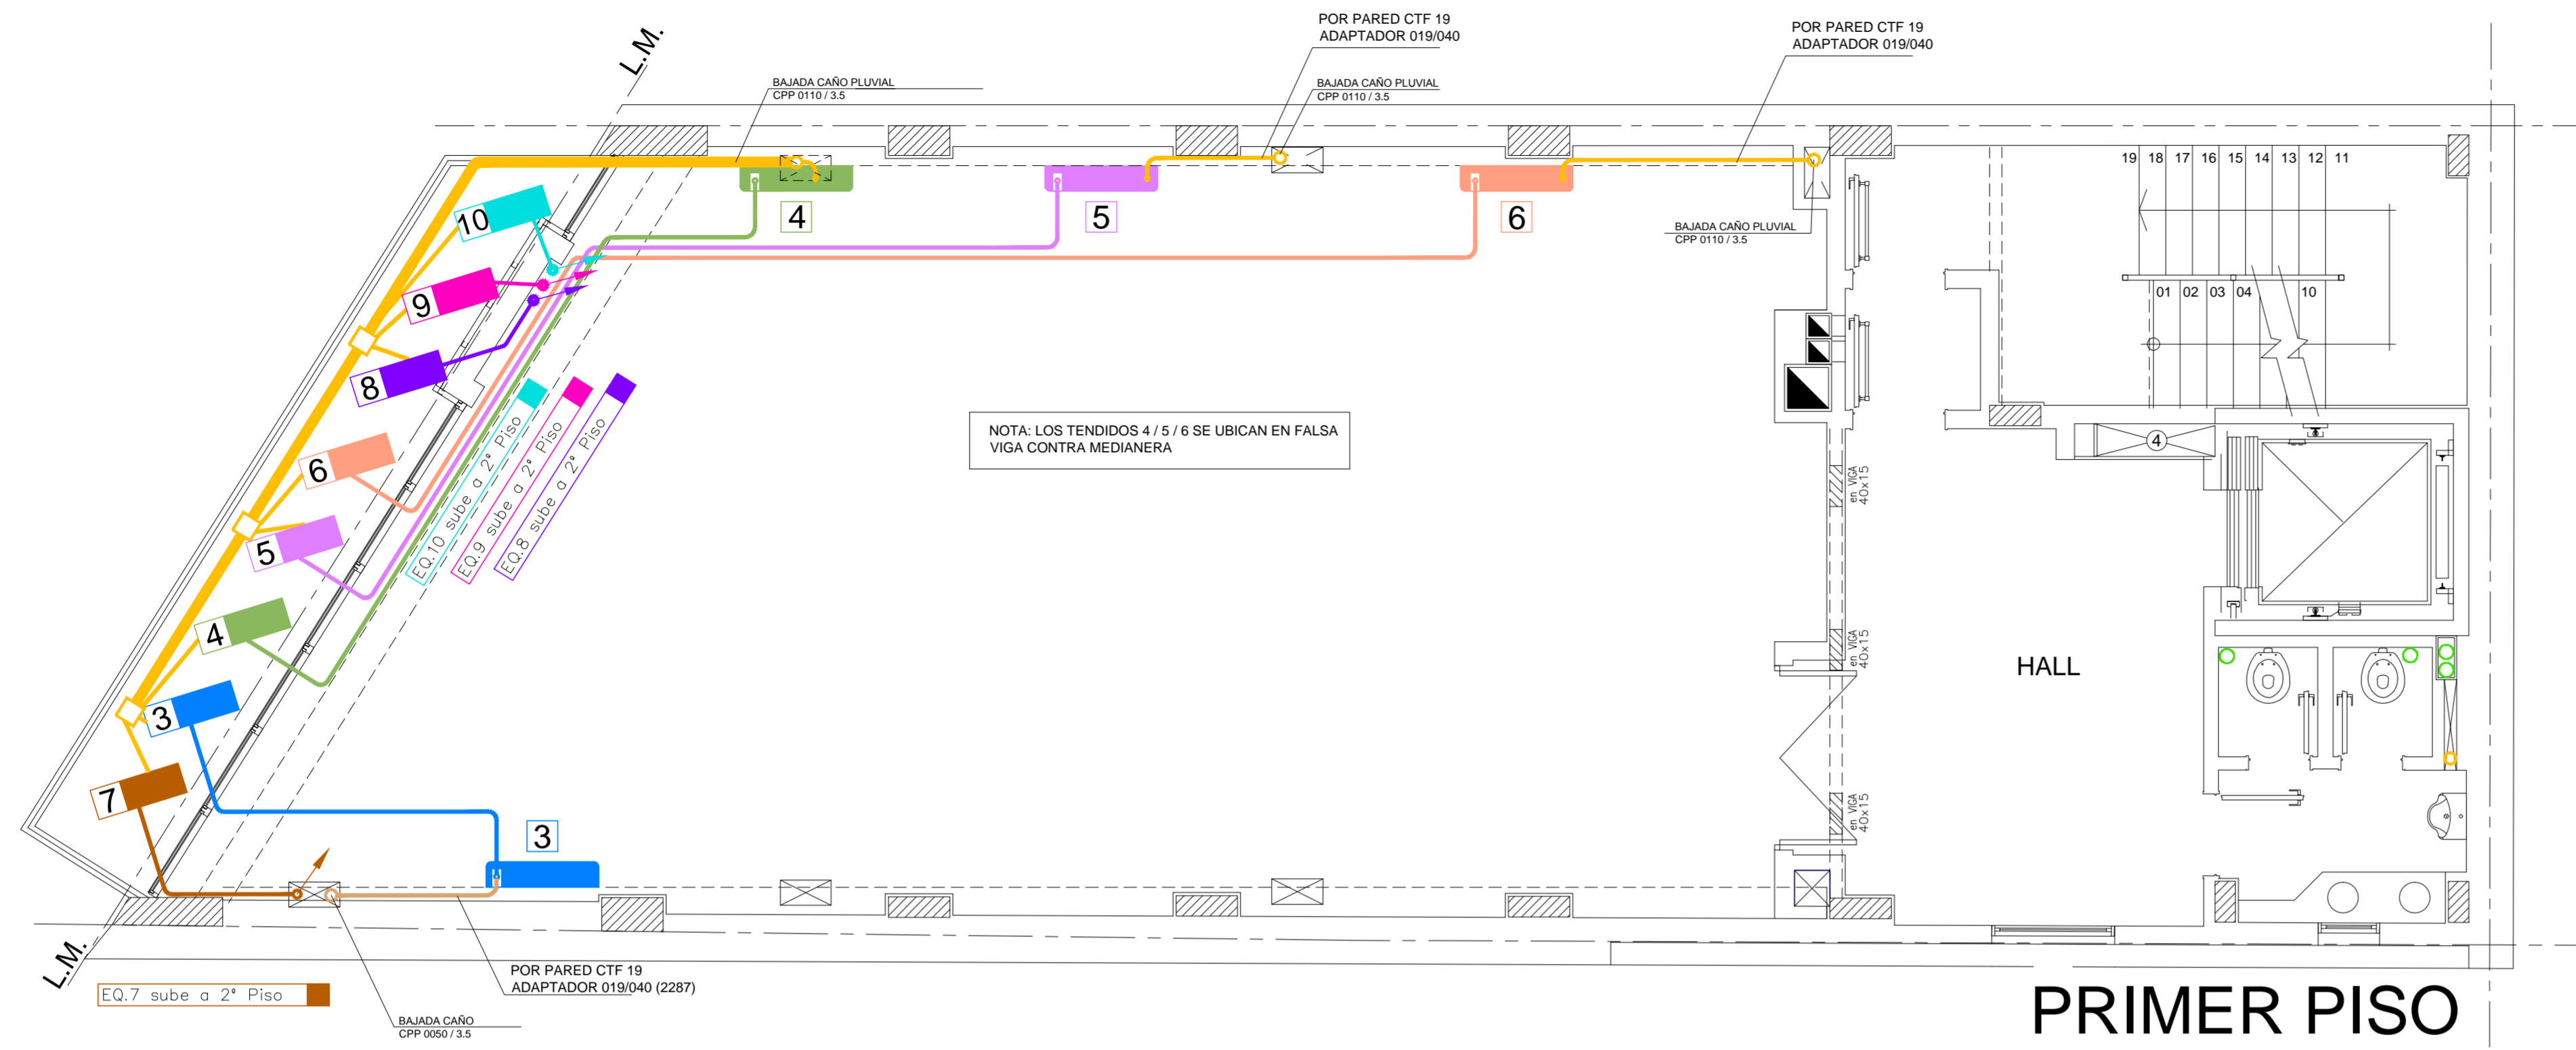 POR PARED CTF 19
ADAPTADOR 019/040
POR PARED CTF 19
ADAPTADOR 019/040
L.M.
BAJADA CAÑO PLUVIAL
CPP 0110 / 3.5
BAJADA CAÑO PLUVIAL
CPP 0110 / 3.5
19 18 17 16 15 14 13 12 11
10
4
5
6
BAJADA CAÑO PLUVIAL
CPP 0110 / 3.5
9
01 02 03 04 10
8
EQ.10 sube a 2° Piso
EQ.9 sube a 2° Piso
EQ.8 sube a 2° Piso
NOTA: LOS TENDIDOS 4 / 5 / 6 SE UBICAN EN FALSA
VIGA CONTRA MEDIANERA
4
6
en VIGA
40x15
5
4
en VIGA
40x15
HALL
3
7
en VIGA
40x15
3
L.M.
POR PARED CTF 19
ADAPTADOR 019/040 (2287)
EQ.7 sube a 2° Piso
BAJADA CAÑO
CPP 0050 / 3.5
PRIMER PISO